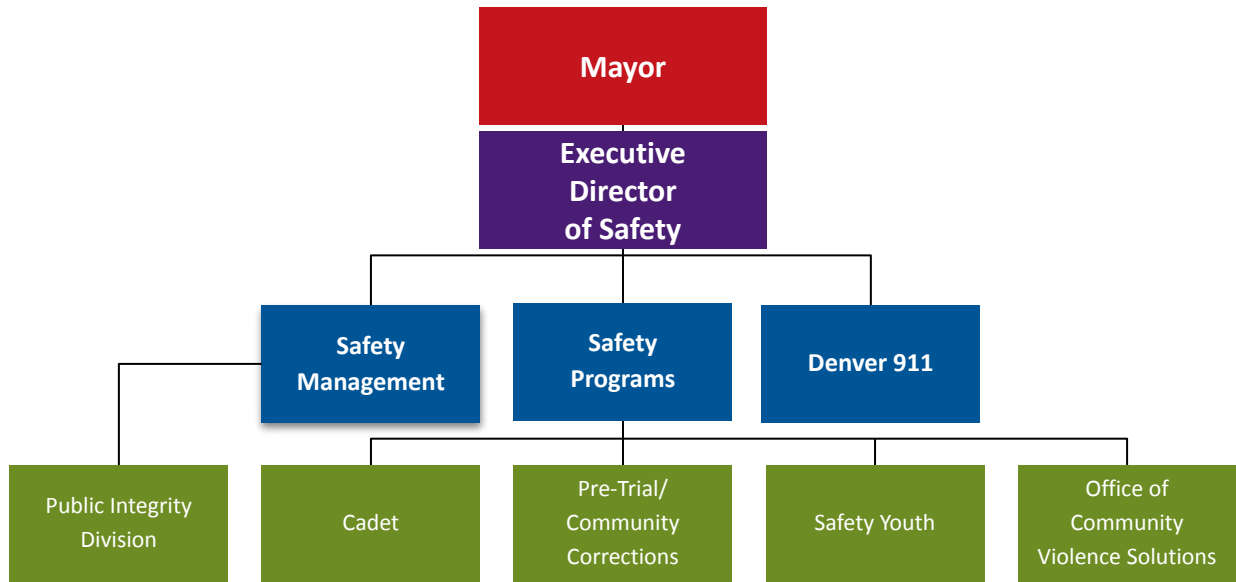 Mayor
Executive
Director
of Safety
Safety
Management
Safety
Programs
Denver 911
Public Integrity
Division
Cadet
Pre-Trial/
Community
Corrections
Safety Youth
Office of
Community
Violence Solutions